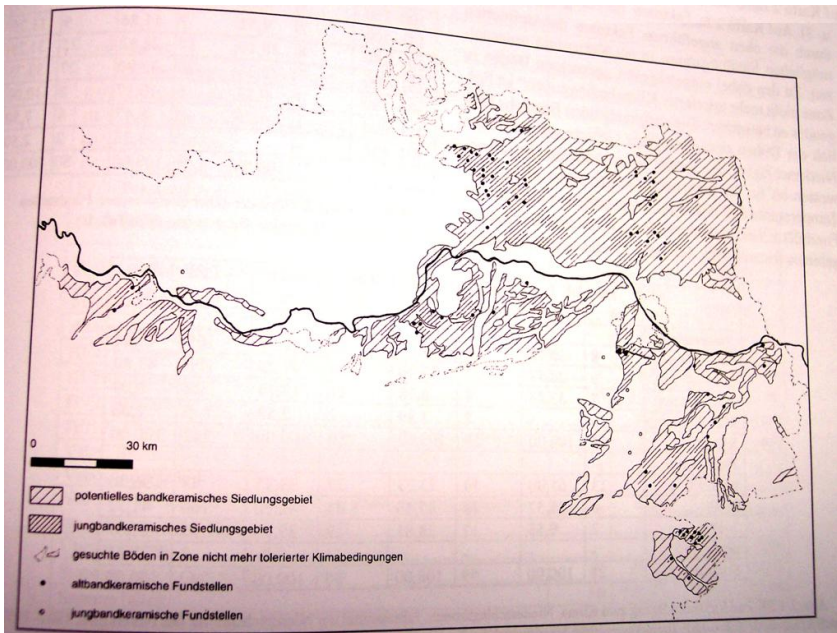 0 30 km
potentielles bandkeramisches Siedlungsgebiet
jungbandkeramisches Siedlungsgebiet
gesuchte Böden in Zone nicht mehr tolerierter Klimabedingungen
altbandkeramische Fundstellen
jungbandkeramische Fundstellen